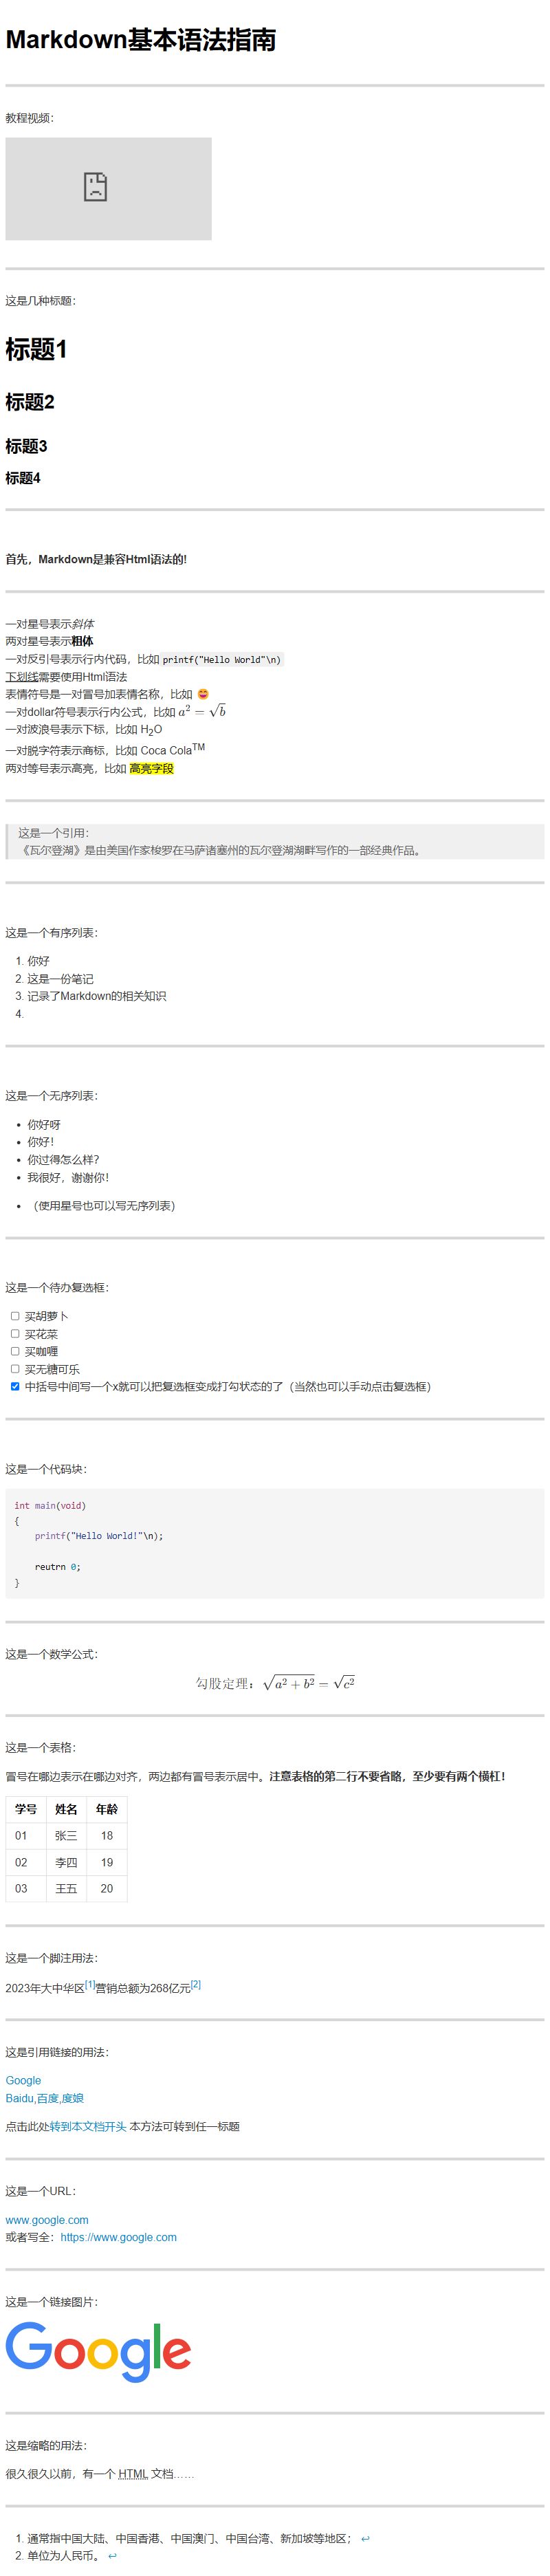 Markdown基本语法指南
教程视频：
这是几种标题：
标题1
标题2
标题3
标题4
首先，Markdown是兼容Html语法的!
一对星号表示斜体
两对星号表示粗体
一对反引号表示行内代码，比如 printf("Hello World"\n)
下划线需要使用Html语法
表情符号是一对冒号加表情名称，比如 😄
一对dollar符号表示行内公式，比如 a² = √b
一对波浪号表示下标，比如 H₂O
一对脱字符表示商标，比如 Coca Cola™
两对等号表示高亮，比如 高亮字段
这是一个引用：
《瓦尔登湖》是由美国作家梭罗在马萨诸塞州的瓦尔登湖湖畔写作的一部经典作品。
这是一个有序列表：
1. 你好
2. 这是一份笔记
3. 记录了Markdown的相关知识
4.
这是一个无序列表：
• 你好呀
• 你好！
• 你过得怎么样？
• 我很好，谢谢你！
• （使用星号也可以写无序列表）
这是一个待办复选框：
买胡萝卜
买花菜
买咖喱
买无糖可乐
中括号中间写一个x就可以把复选框变成打勾状态的了（当然也可以手动点击复选框）
这是一个代码块：
int main(void)
{
    printf("Hello World!"\n);
    reutrn 0;
}
这是一个数学公式：
勾股定理：√(a² + b²) = √(c²)
这是一个表格：
冒号在哪边表示在哪边对齐，两边都有冒号表示居中。注意表格的第二行不要省略，至少要有两个横杠！
学号 姓名 年龄
01 张三 18
02 李四 19
03 王五 20
这是一个脚注用法：
2023年大中华区[1]营销总额为268亿元[2]
这是引用链接的用法：
Google
Baidu,百度,度娘
点击此处转到本文档开头 本方法可转到任一标题
这是一个URL：
www.google.com
或者写全：https://www.google.com
这是一个链接图片：
Google
这是缩略的用法：
很久很久以前，有一个 HTML 文档……
1. 通常指中国大陆、中国香港、中国澳门、中国台湾、新加坡等地区； ↩
2. 单位为人民币。 ↩